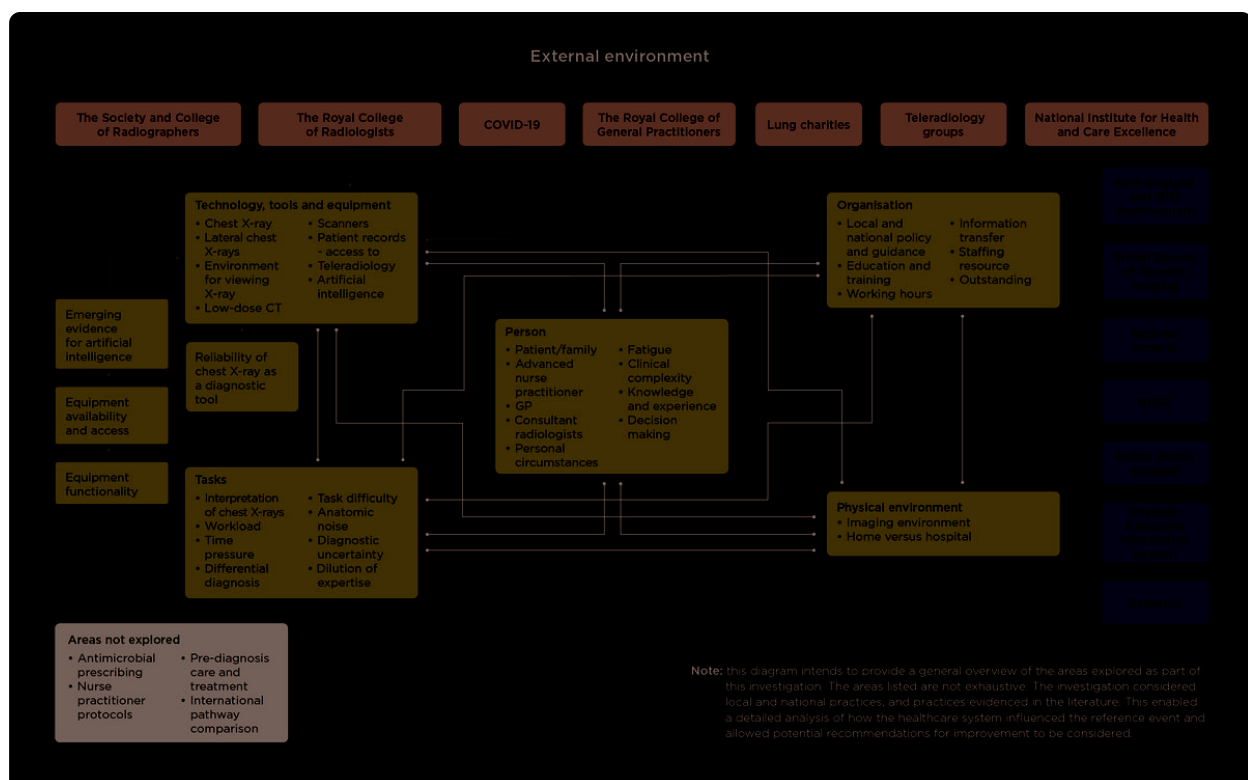 External environment
The Society and College
of Radiographers
The Royal College
of Radiologists
COVID-19
The Royal College of
General Practitioners
Lung charities
Teleradiology
groups
National Institute for Health
and Care Excellence
Technology, tools and equipment
• Chest X-ray
• Lateral chest
X-rays
• Environment
for viewing
X-ray
• Low-dose CT
• Scanners
• Patient records
- access to
• Teleradiology
• Artificial
intelligence
Organisation
• Local and
national policy
and guidance
• Education and
training
• Working hours
• Information
transfer
• Staffing
resource
• Outstanding
Emerging
evidence
for artificial
intelligence
Reliability of
chest X-ray as
a diagnostic
tool
Equipment
availability
and access
Equipment
functionality
Person
• Patient/family
• Advanced
nurse
practitioner
• GP
• Consultant
radiologists
• Personal
circumstances
• Fatigue
• Clinical
complexity
• Knowledge
and experience
• Decision
making
Tasks
• Interpretation
of chest X-rays
• Workload
• Time
pressure
• Differential
diagnosis
• Task difficulty
• Anatomic
noise
• Diagnostic
uncertainty
• Dilution of
expertise
Physical environment
• Imaging environment
• Home versus hospital
Areas not explored
• Antimicrobial
prescribing
• Nurse
practitioner
protocols
• Pre-diagnosis
care and
treatment
• International
pathway
comparison
Note: this diagram intends to provide a general overview of the areas explored as part of
this investigation. The areas listed are not exhaustive. The investigation considered
local and national practices, and practices evidenced in the literature. This enabled
a detailed analysis of how the healthcare system influenced the reference event and
allowed potential recommendations for improvement to be considered.